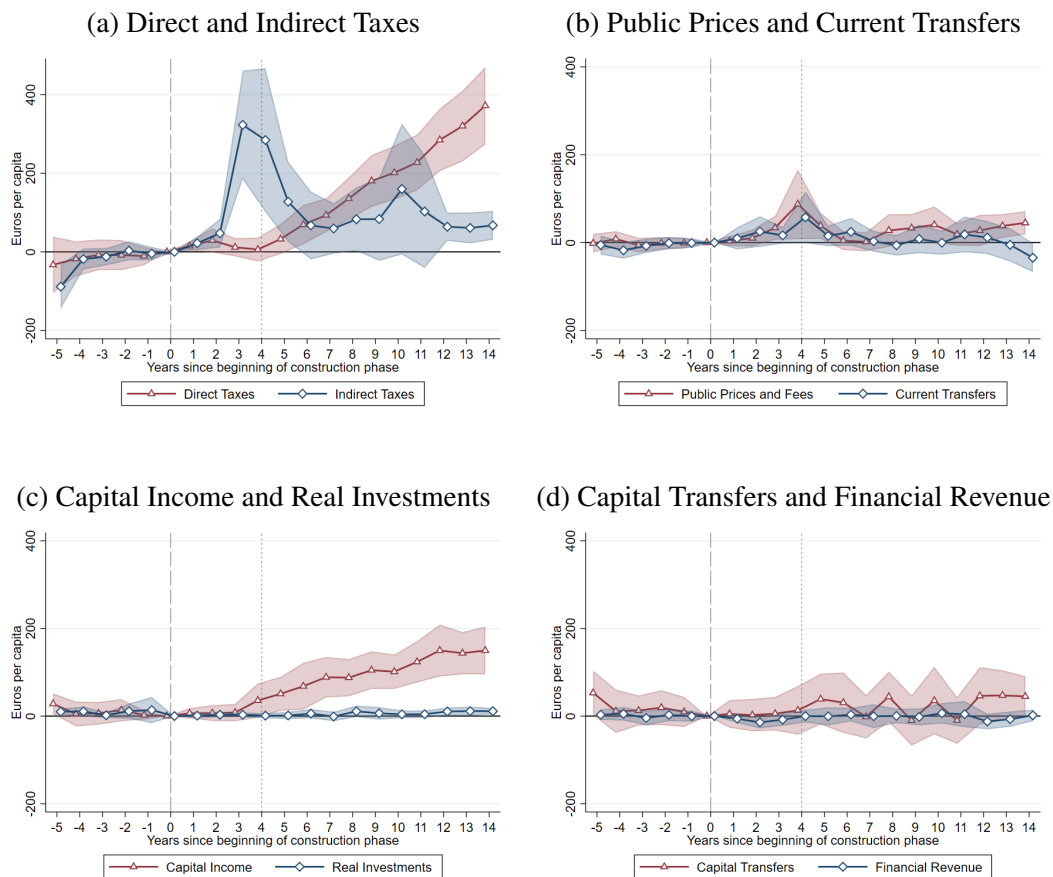 (a) Direct and Indirect Taxes
Euros per capita
400
200
0
-200
-5 -4 -3 -2 -1 0 1 2 3 4 5 6 7 8 9 10 11 12 13 14
Years since beginning of construction phase
Direct Taxes Indirect Taxes
(b) Public Prices and Current Transfers
Euros per capita
400
200
0
-200
-5 -4 -3 -2 -1 0 1 2 3 4 5 6 7 8 9 10 11 12 13 14
Years since beginning of construction phase
Public Prices and Fees Current Transfers
(c) Capital Income and Real Investments
Euros per capita
400
200
0
-200
-5 -4 -3 -2 -1 0 1 2 3 4 5 6 7 8 9 10 11 12 13 14
Years since beginning of construction phase
Capital Income Real Investments
(d) Capital Transfers and Financial Revenue
Euros per capita
400
200
0
-200
-5 -4 -3 -2 -1 0 1 2 3 4 5 6 7 8 9 10 11 12 13 14
Years since beginning of construction phase
Capital Transfers Financial Revenue